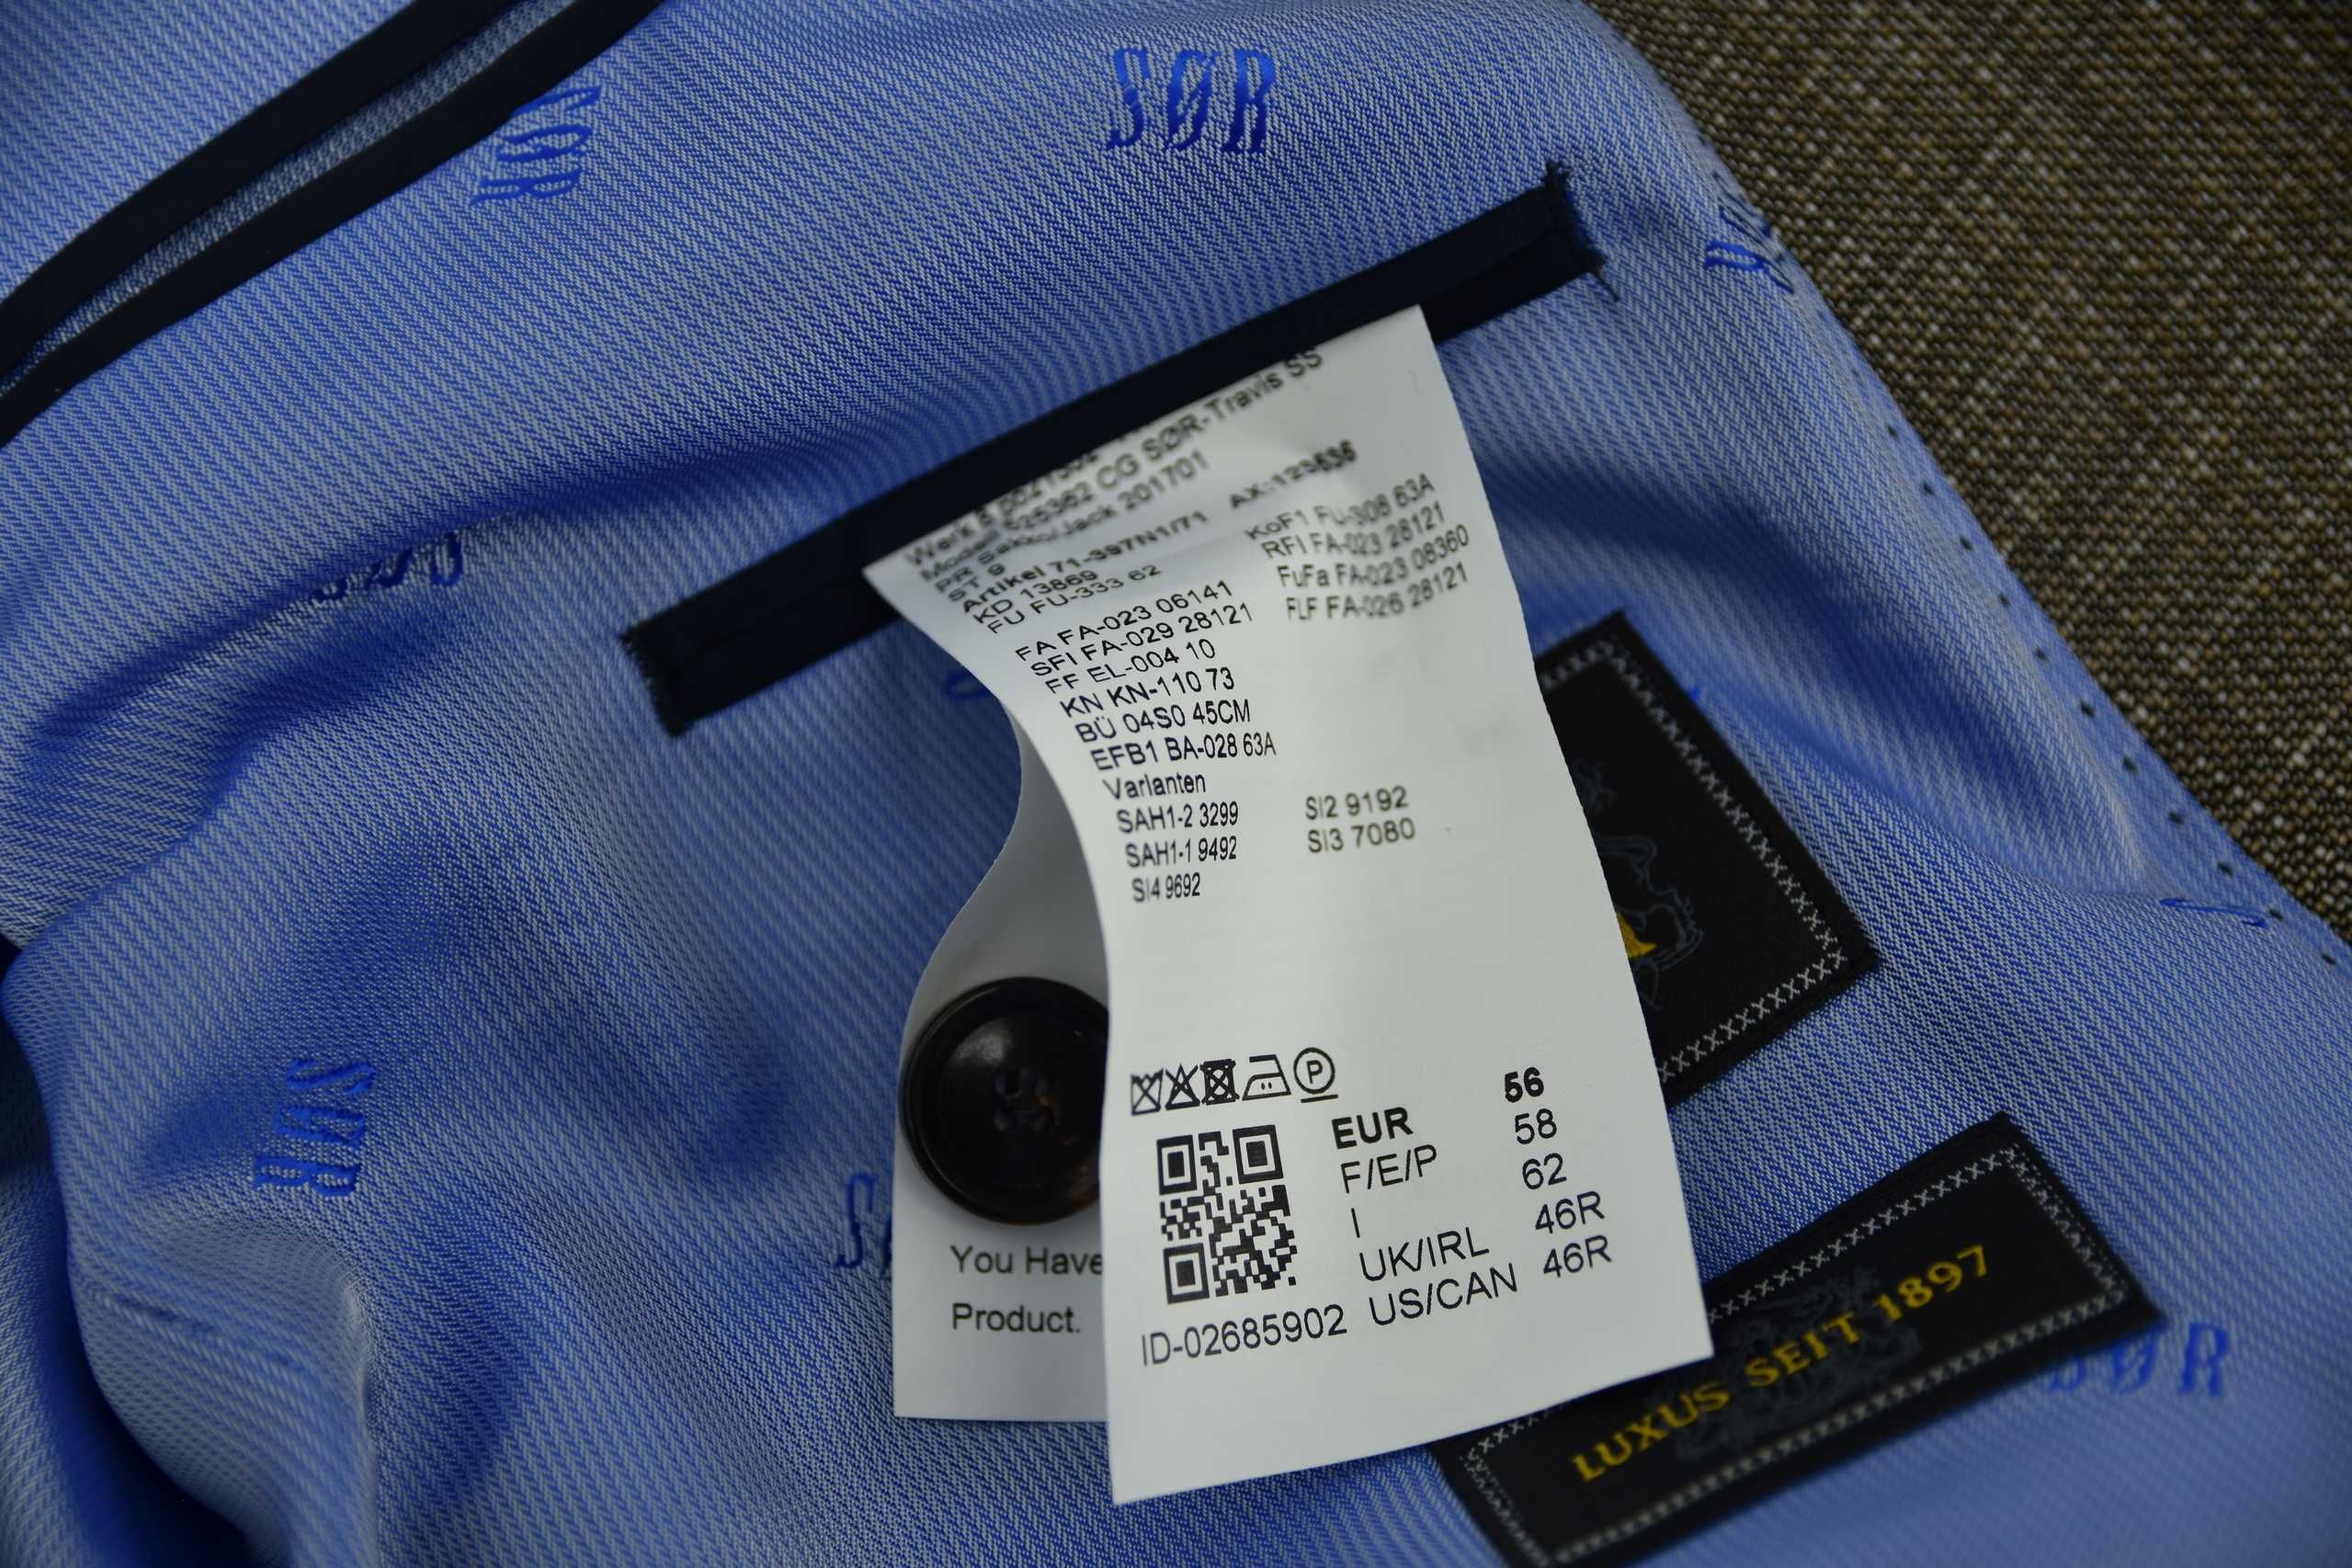 SØR
SØR
CG SØR-Travis SS
PR Sakko/Jack 201701
ST 9
Artikel 71-397N1/71 AX:123636
KD 13869
FU FU-333 62
KoF1 FU-308 63A
RFI FA-023 28121
FuFa FA-023 08360
FLF FA-026 28121
FA FA-023 06141
SFI FA-029 28121
FF EL-004 10
KN KN-110 73
BÜ 04S0 45CM
EFB1 BA-028 63A
Varianten
SAH1-2 3299 SI2 9192
SAH1-1 9492 SI3 7080
SI4 9692
P
EUR 56
F/E/P 58
I 62
UK/IRL 46R
US/CAN 46R
ID-02685902
You Have
Product.
SØR
LUXUS SEIT 1897
SØR